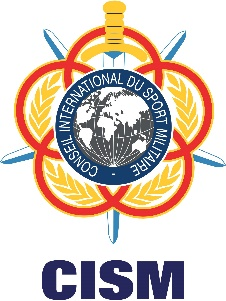 CONSEIL INTERNATIONAL DU SPORT MILITAIRE -
CISM